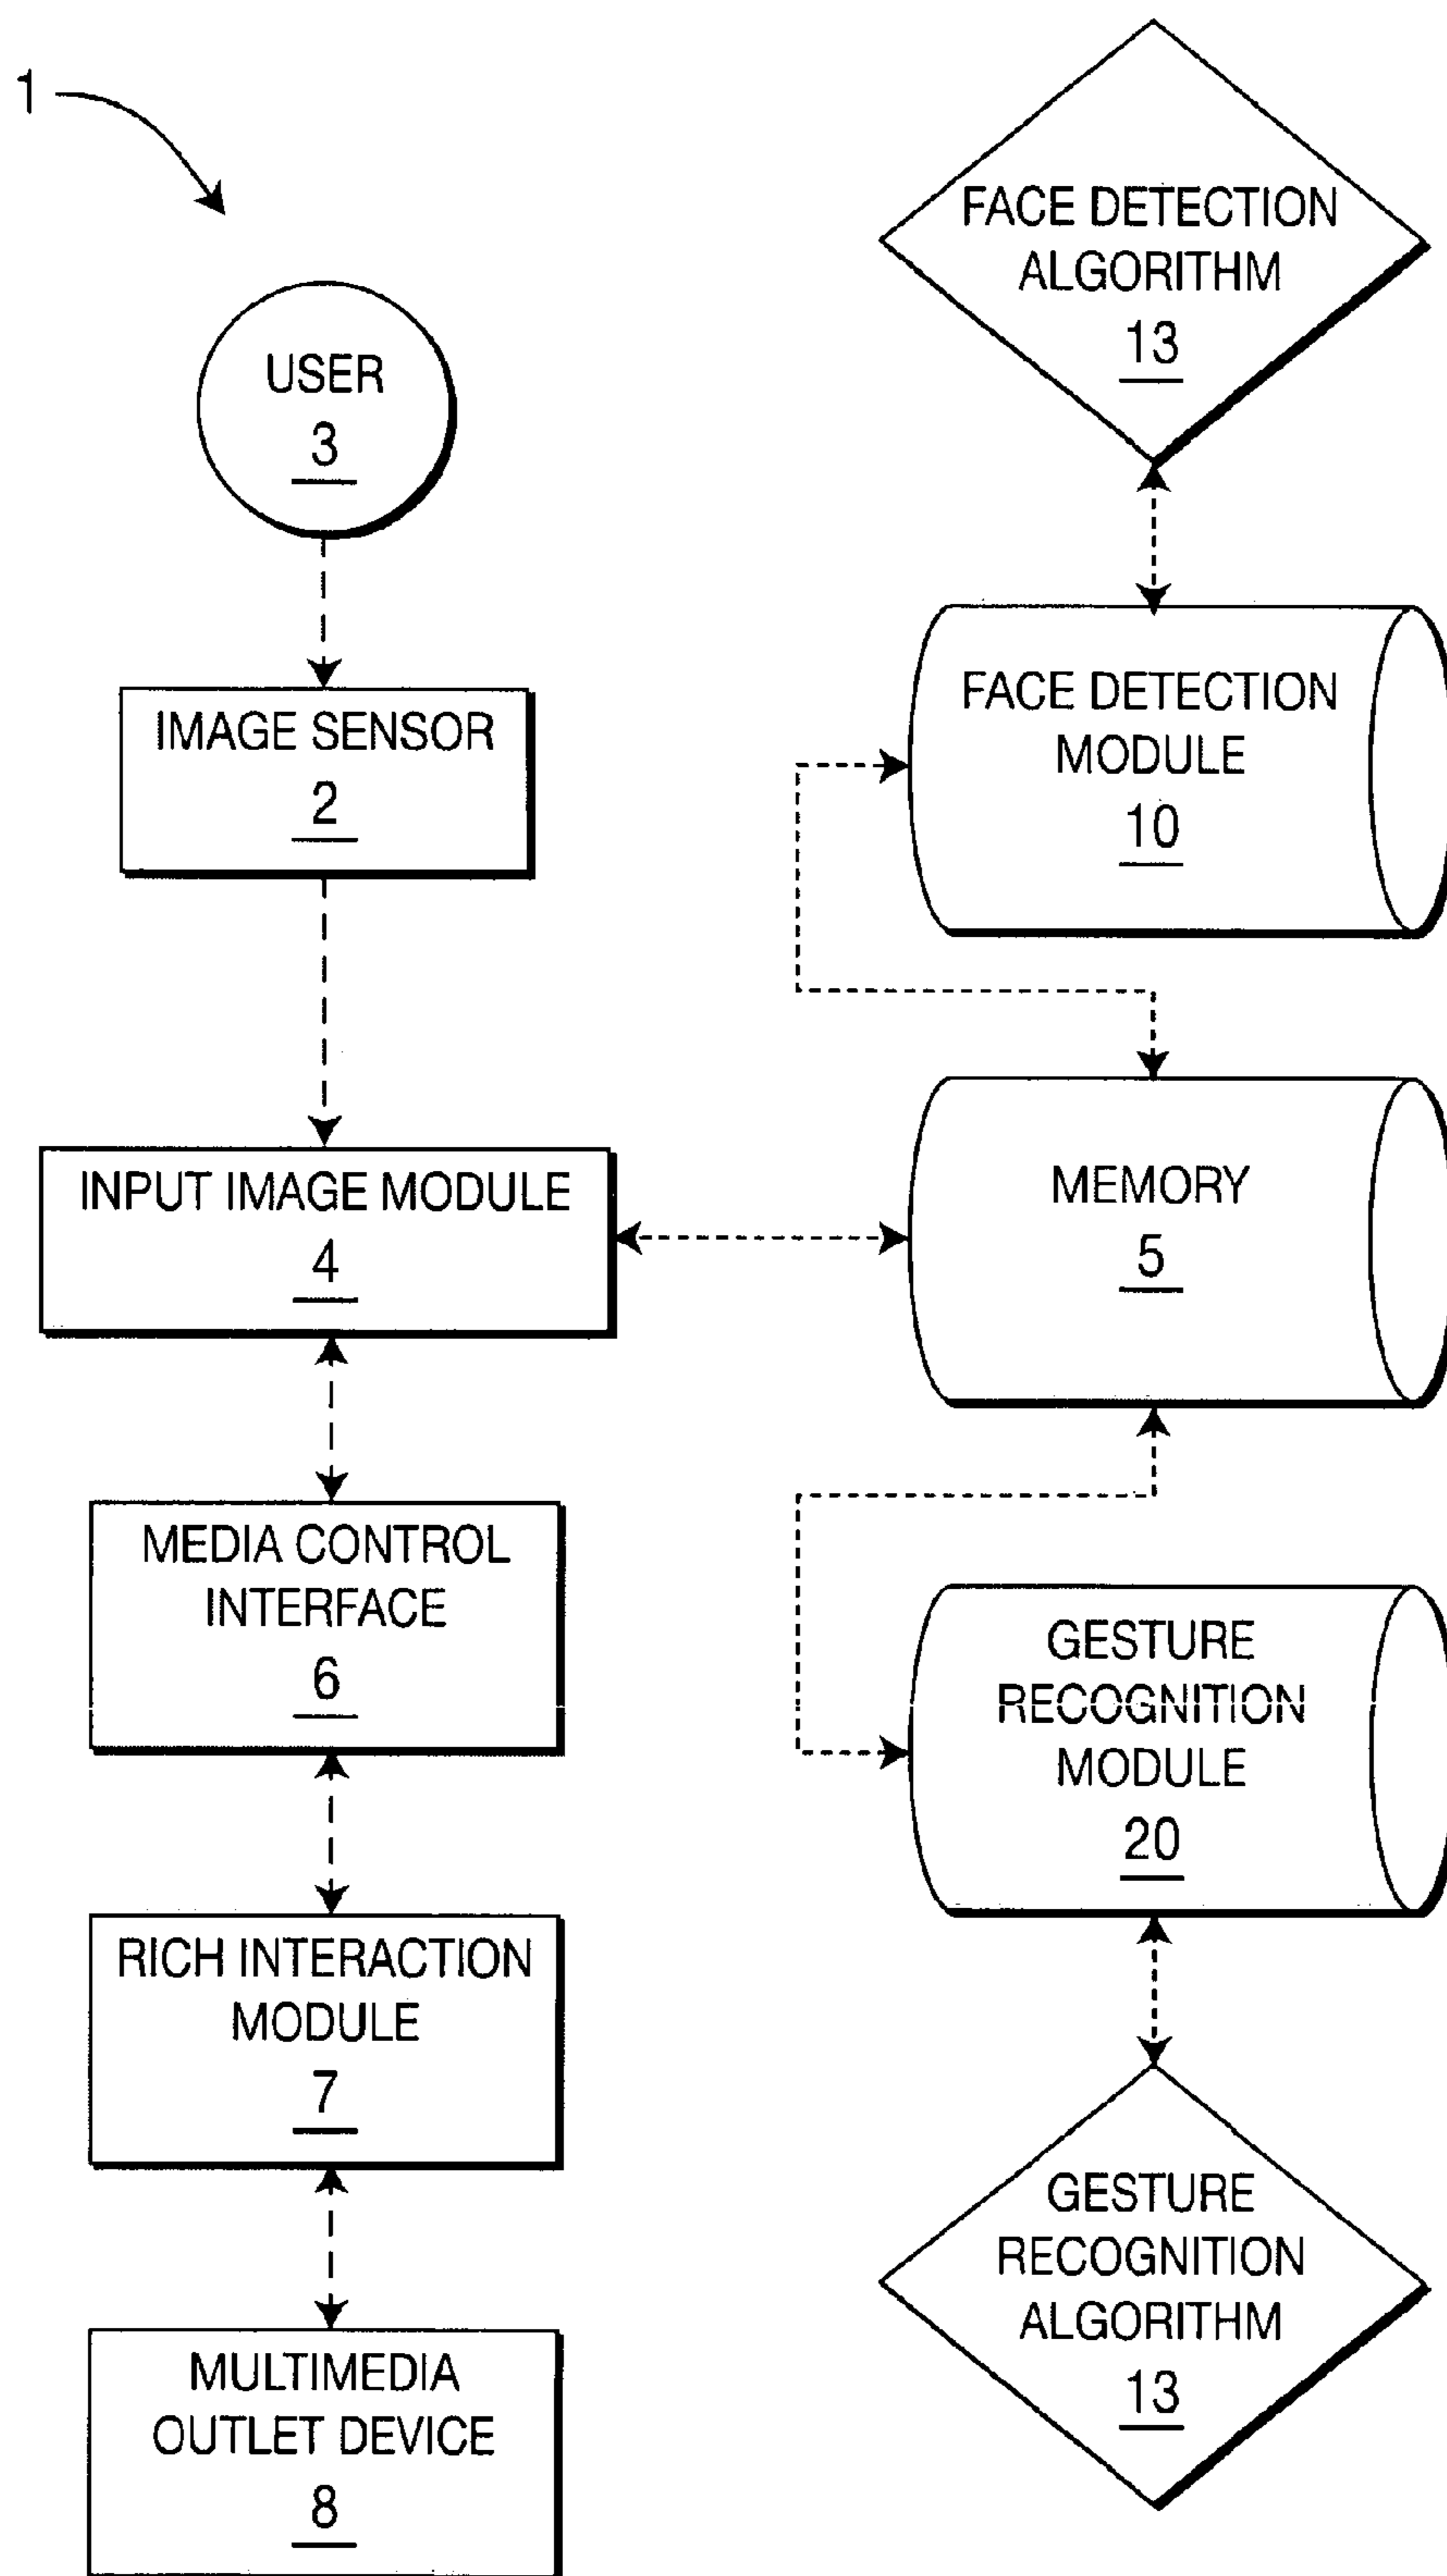 1
USER
3
IMAGE SENSOR
2
INPUT IMAGE MODULE
4
MEDIA CONTROL
INTERFACE
6
RICH INTERACTION
MODULE
7
MULTIMEDIA
OUTLET DEVICE
8
FACE DETECTION
ALGORITHM
13
FACE DETECTION
MODULE
10
MEMORY
5
GESTURE
RECOGNITION
MODULE
20
GESTURE
RECOGNITION
ALGORITHM
13